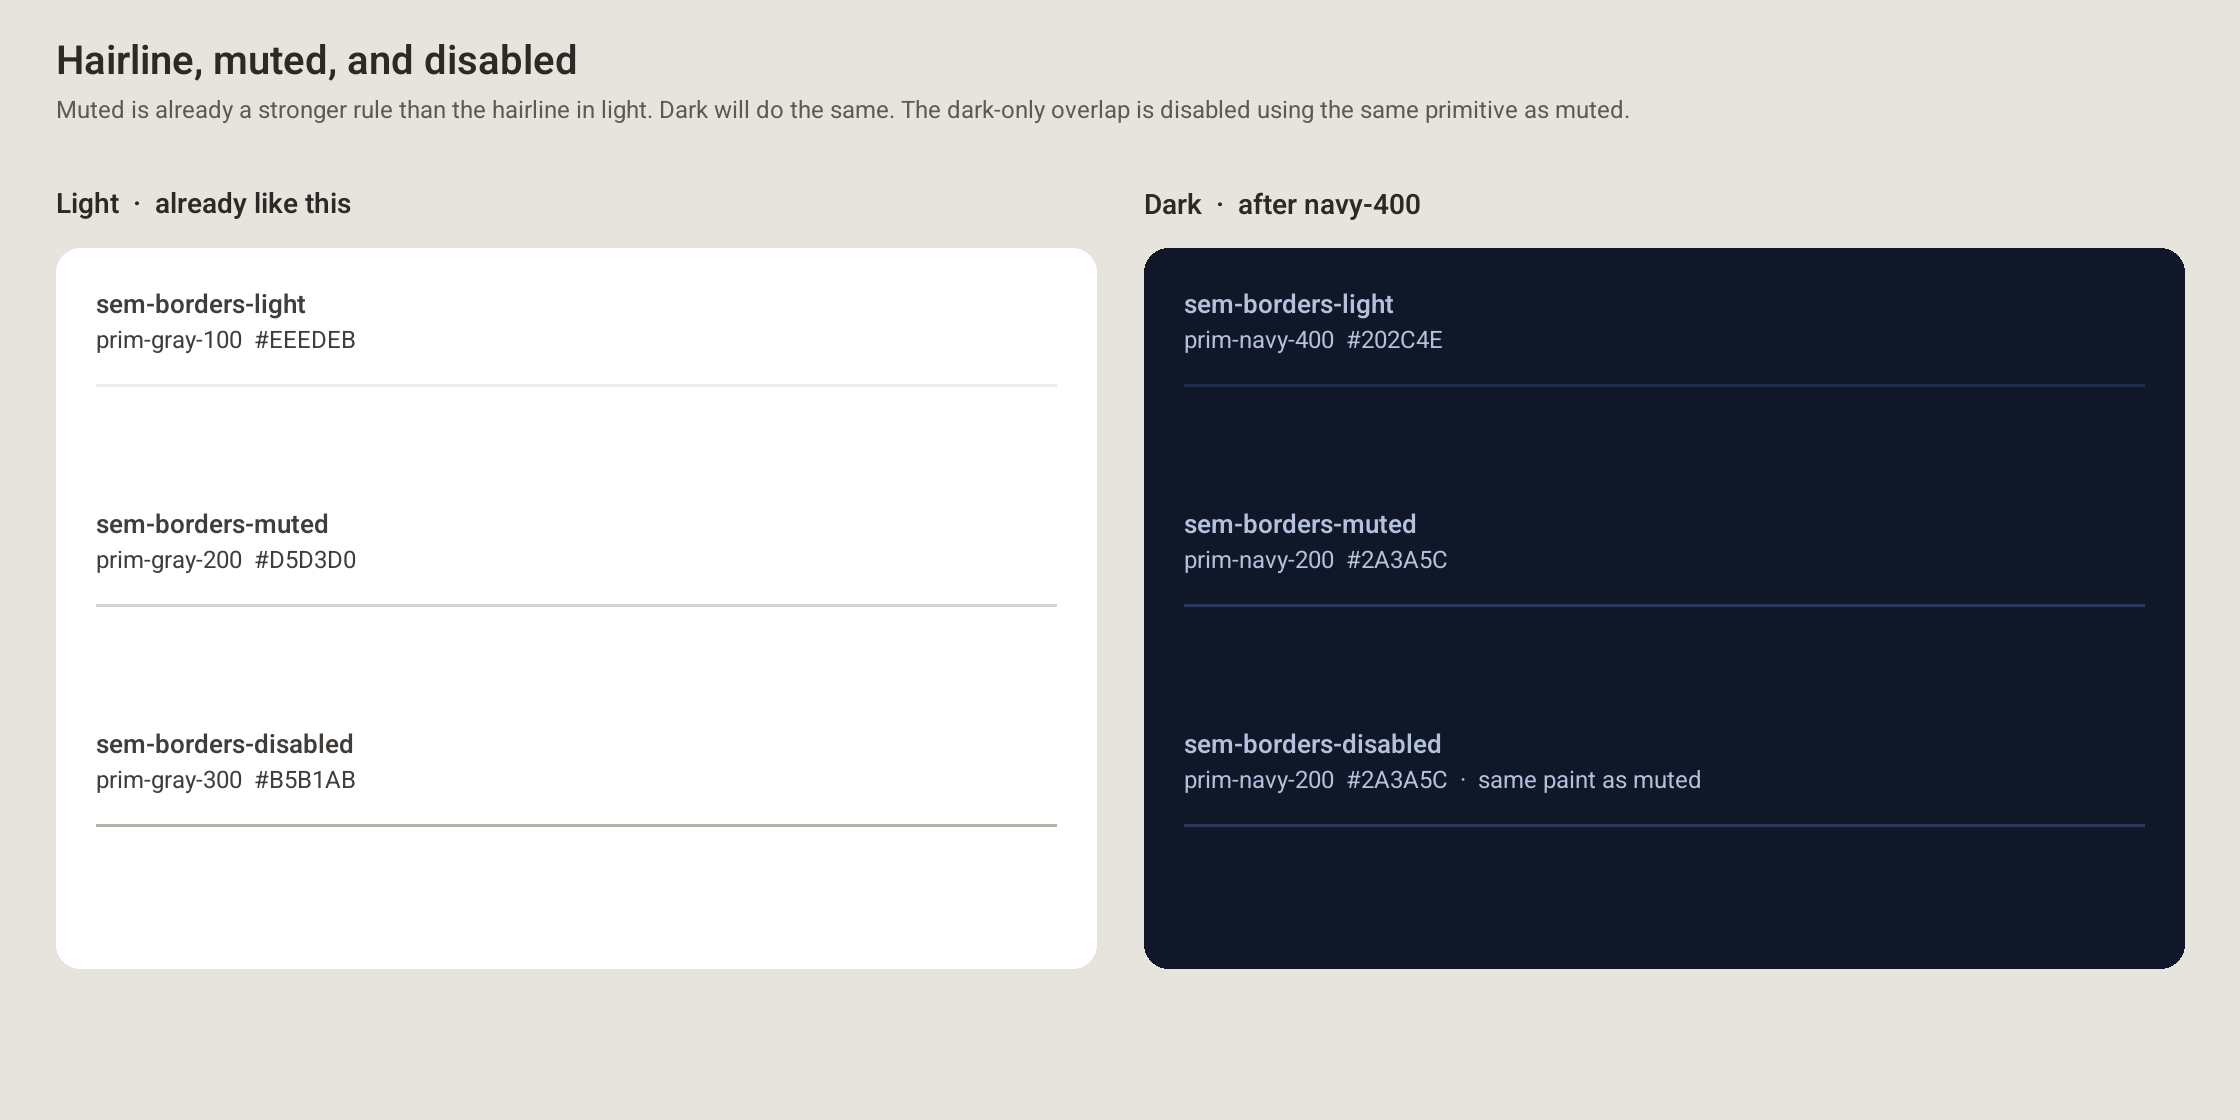 Hairline, muted, and disabled
Muted is already a stronger rule than the hairline in light. Dark will do the same. The dark-only overlap is disabled using the same primitive as muted.
Light · already like this
sem-borders-light
prim-gray-100 #EEEDEB
sem-borders-muted
prim-gray-200 #D5D3D0
sem-borders-disabled
prim-gray-300 #B5B1AB
Dark · after navy-400
sem-borders-light
prim-navy-400 #202C4E
sem-borders-muted
prim-navy-200 #2A3A5C
sem-borders-disabled
prim-navy-200 #2A3A5C · same paint as muted